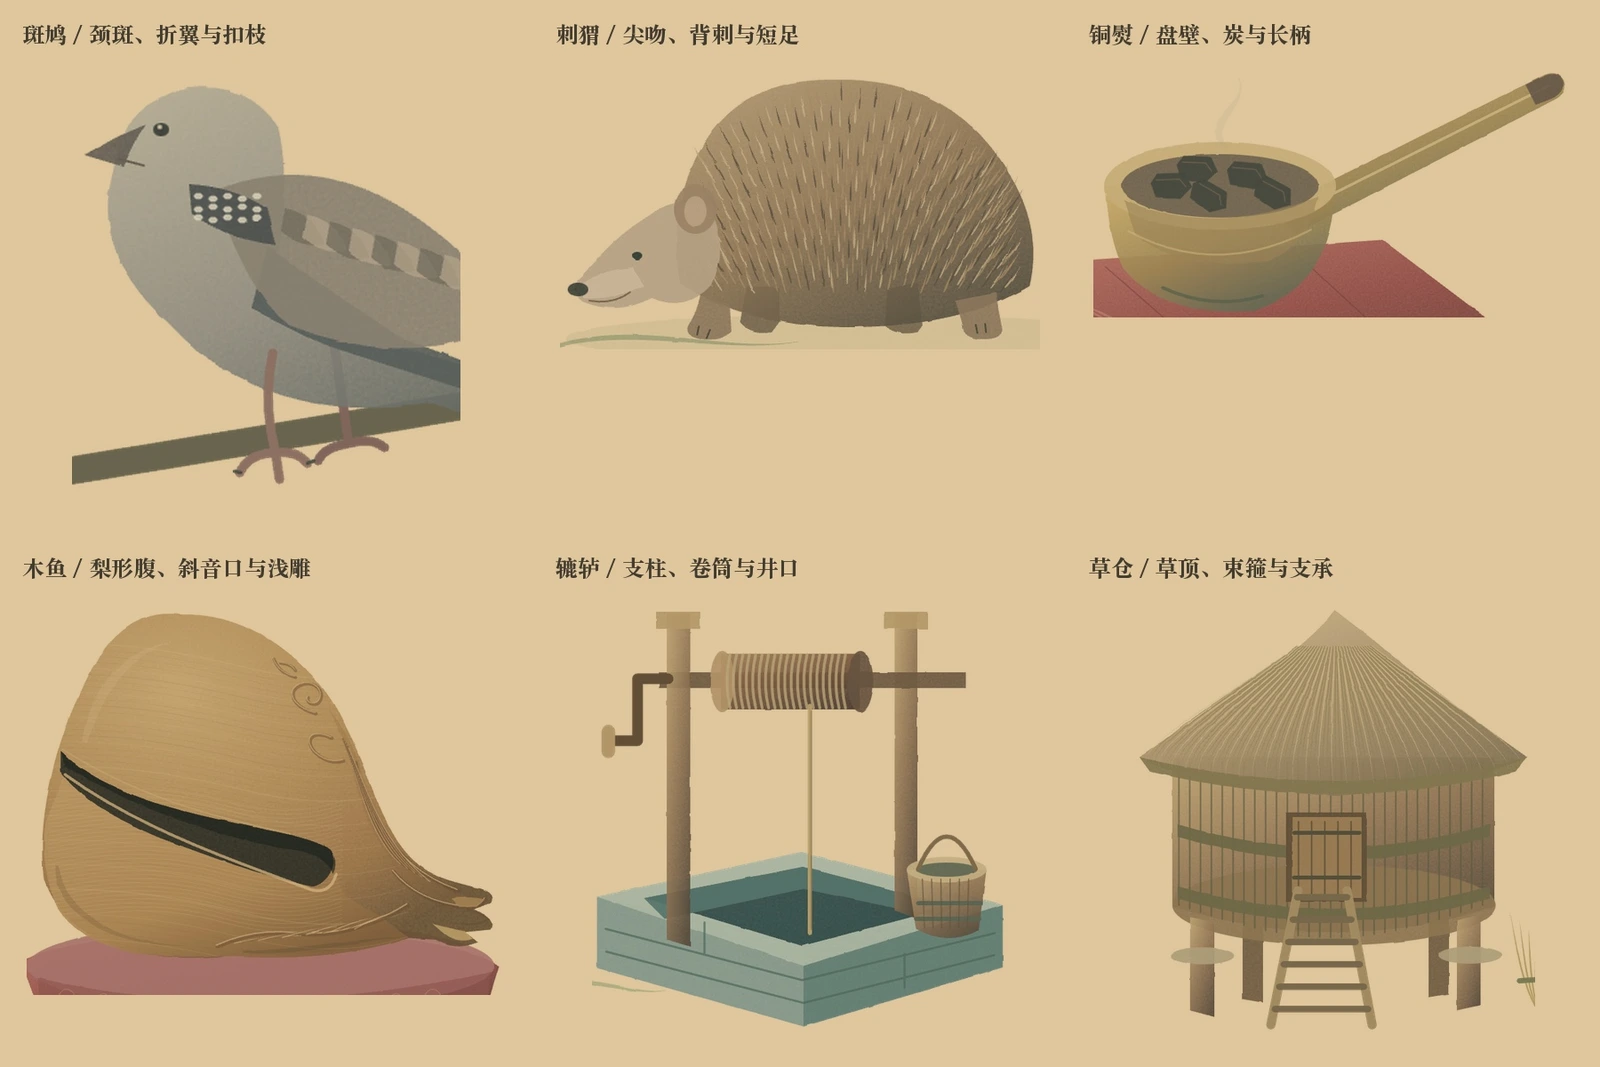 斑鸠 / 颈斑、折翼与扣枝
刺猬 / 尖吻、背刺与短足
铜熨 / 盘壁、炭与长柄
木鱼 / 梨形腹、斜音口与浅雕
辘轳 / 支柱、卷筒与井口
草仓 / 草顶、束箍与支承